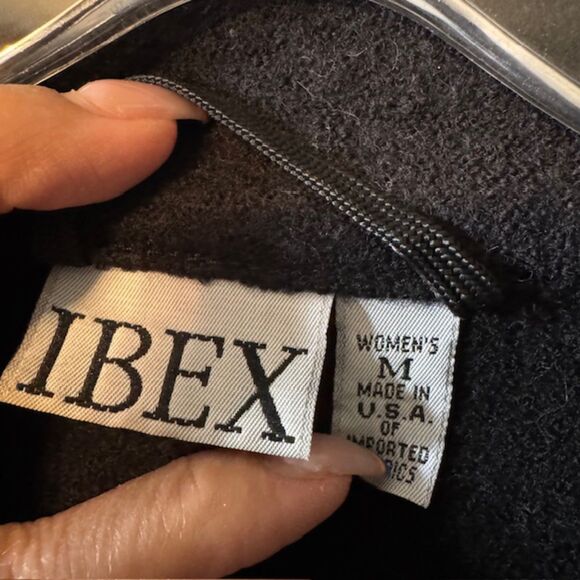 IBEX
WOMEN'S
M
MADE IN
U.S.A.
OF
IMPORTED